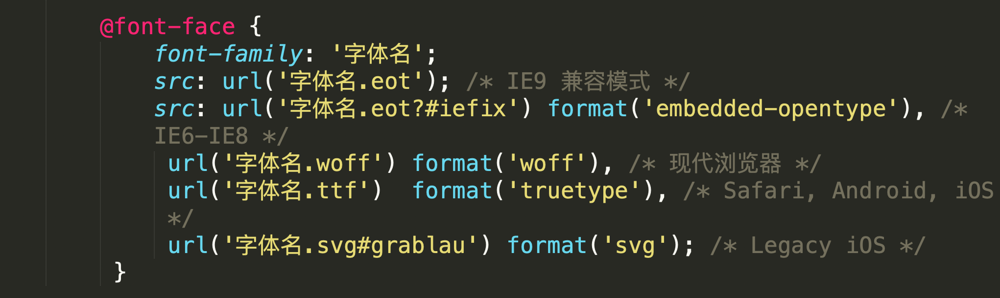 @font-face {
font-family: '字体名';
src: url('字体名.eot'); /* IE9 兼容模式 */
src: url('字体名.eot?#iefix') format('embedded-opentype'), /*
IE6-IE8 */
url('字体名.woff') format('woff'), /* 现代浏览器 */
url('字体名.ttf')  format('truetype'), /* Safari, Android, iOS
*/
url('字体名.svg#grablau') format('svg'); /* Legacy iOS */
}